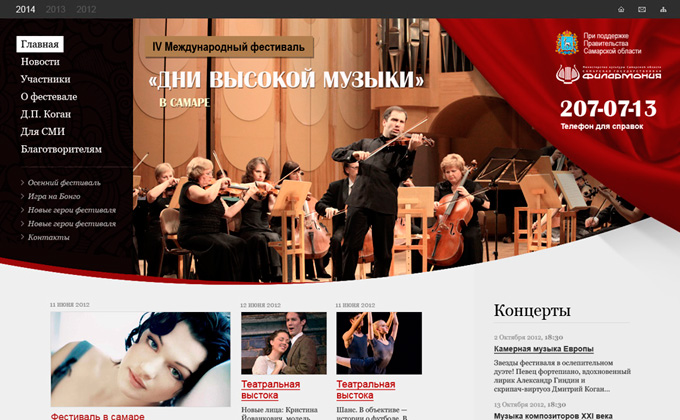 2014 2013 2012
Главная
Новости
Участники
О фестевале
Д.П. Коган
Для СМИ
Благотворителям
Осенний фестиваль
Игра на Бонго
Новые герои фестиваля
Новые герои фестиваля
Контакты
IV Международный фестиваль
«ДНИ ВЫСОКОЙ МУЗЫКИ»
В САМАРЕ
При поддержке
Правительства
Самарской области
ФИЛАРМОНИЯ
207-07-13
Телефон для справок
11 июня 2012
Фестиваль в самаре
12 июня 2012
Театральная
выстока
Новые лица: Кристина
11 июня 2012
Театральная
выстока
Шанс. В объективе —
истории о футболе. В
Концерты
2 Октября 2012, 18:30
Камерная музыка Европы
Звезды фестиваля в ослепительном
дуэте! Певец фортепиано, вдохновенный
лирик Александр Гиндин и
скрипач-виртуоз Дмитрий Коган...
9 Октября 2012, 18:30
Музыка композиторов XXI века